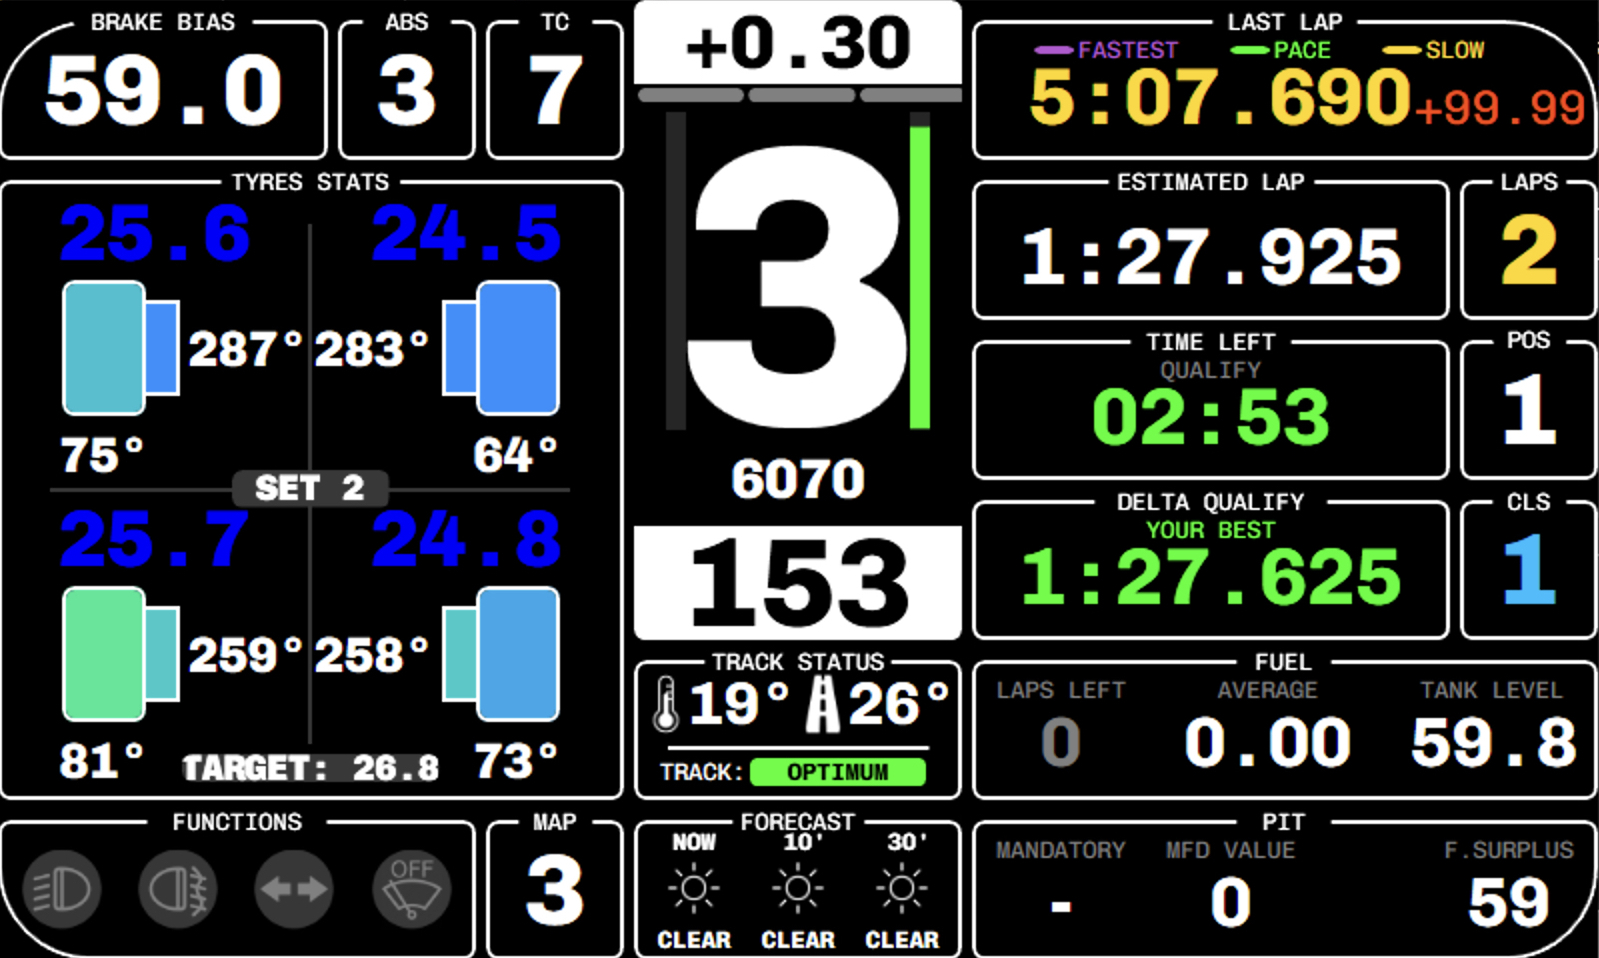 BRAKE BIAS
59.0
ABS
3
TC
7
+0.30
LAST LAP
FASTEST PACE SLOW
5:07.690 +99.99
TYRES STATS
25.6 24.5
287° 283°
75° 64°
SET 2
25.7 24.8
259° 258°
81° TARGET: 26.8 73°
3
6070
153
ESTIMATED LAP
1:27.925
LAPS
2
TIME LEFT
QUALIFY
02:53
POS
1
DELTA QUALIFY
YOUR BEST
1:27.625
CLS
1
TRACK STATUS
19° 26°
TRACK: OPTIMUM
FUEL
LAPS LEFT AVERAGE TANK LEVEL
0 0.00 59.8
FUNCTIONS
OFF
MAP
3
FORECAST
NOW 10' 30'
CLEAR CLEAR CLEAR
PIT
MANDATORY MFD VALUE F.SURPLUS
- 0 59